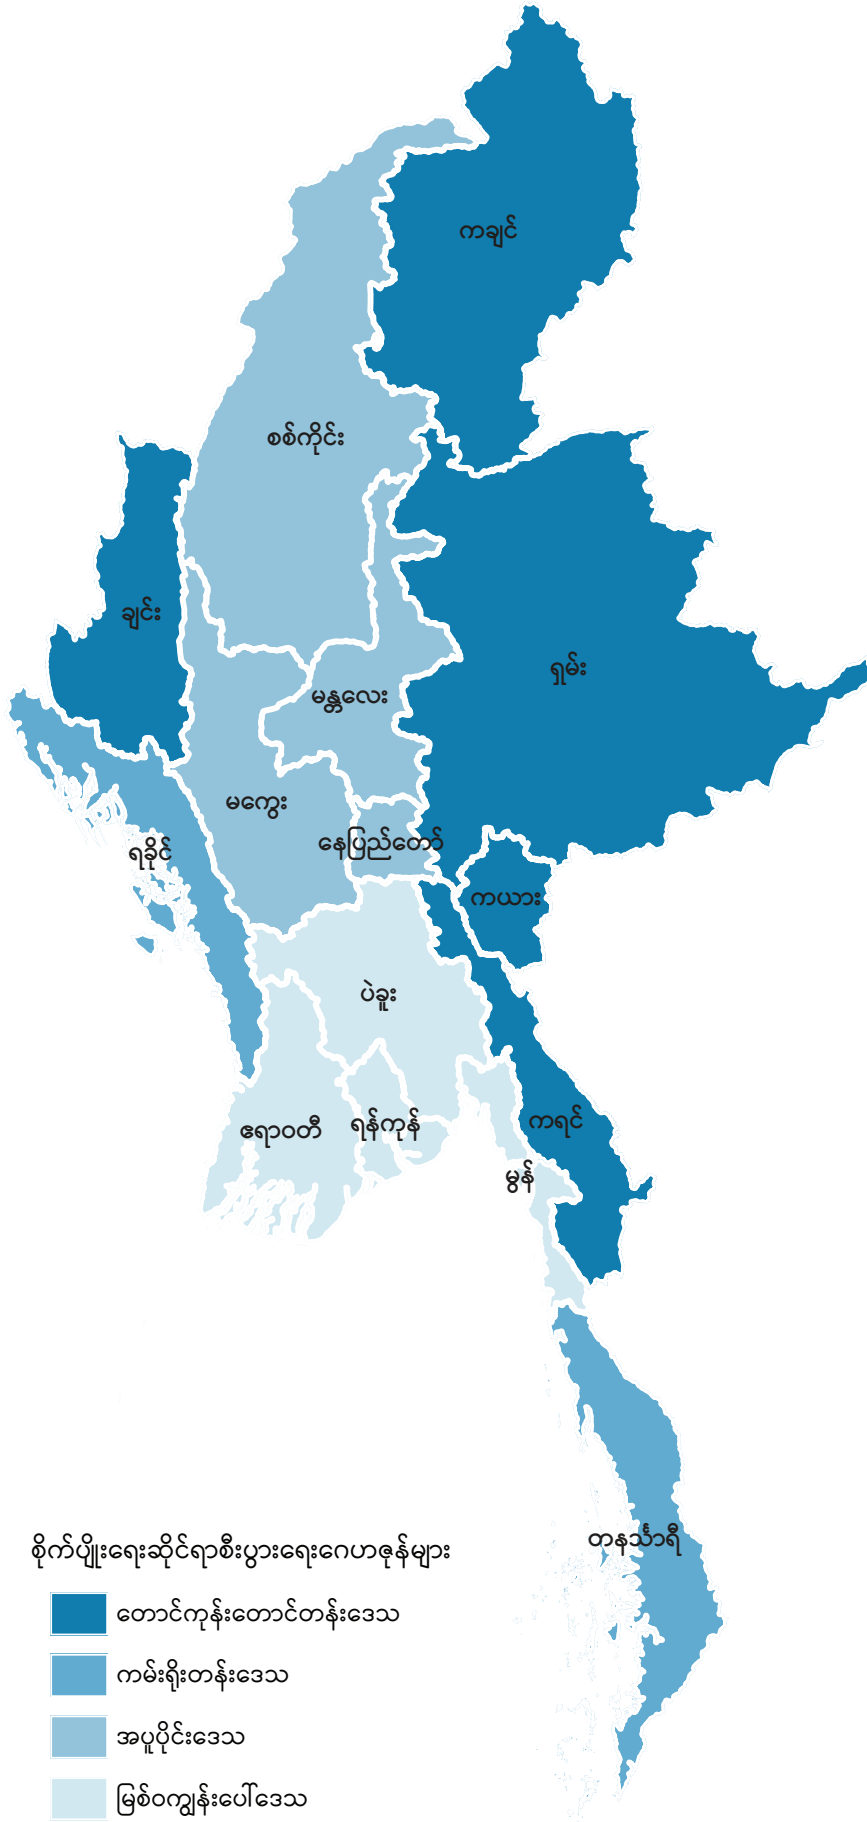 ကချင်
စစ်ကိုင်း
ချင်း
ရှမ်း
မန္တလေး
မကွေး
နေပြည်တော်
ရခိုင်
ကယား
ပဲခူး
ဧရာဝတီ
ရန်ကုန်
ကရင်
မွန်
တနင်္သာရီ
စိုက်ပျိုးရေးဆိုင်ရာစီးပွားရေးဂေဟဇုန်များ
တောင်ကုန်းတောင်တန်းဒေသ
ကမ်းရိုးတန်းဒေသ
အပူပိုင်းဒေသ
မြစ်ဝကျွန်းပေါ်ဒေသ